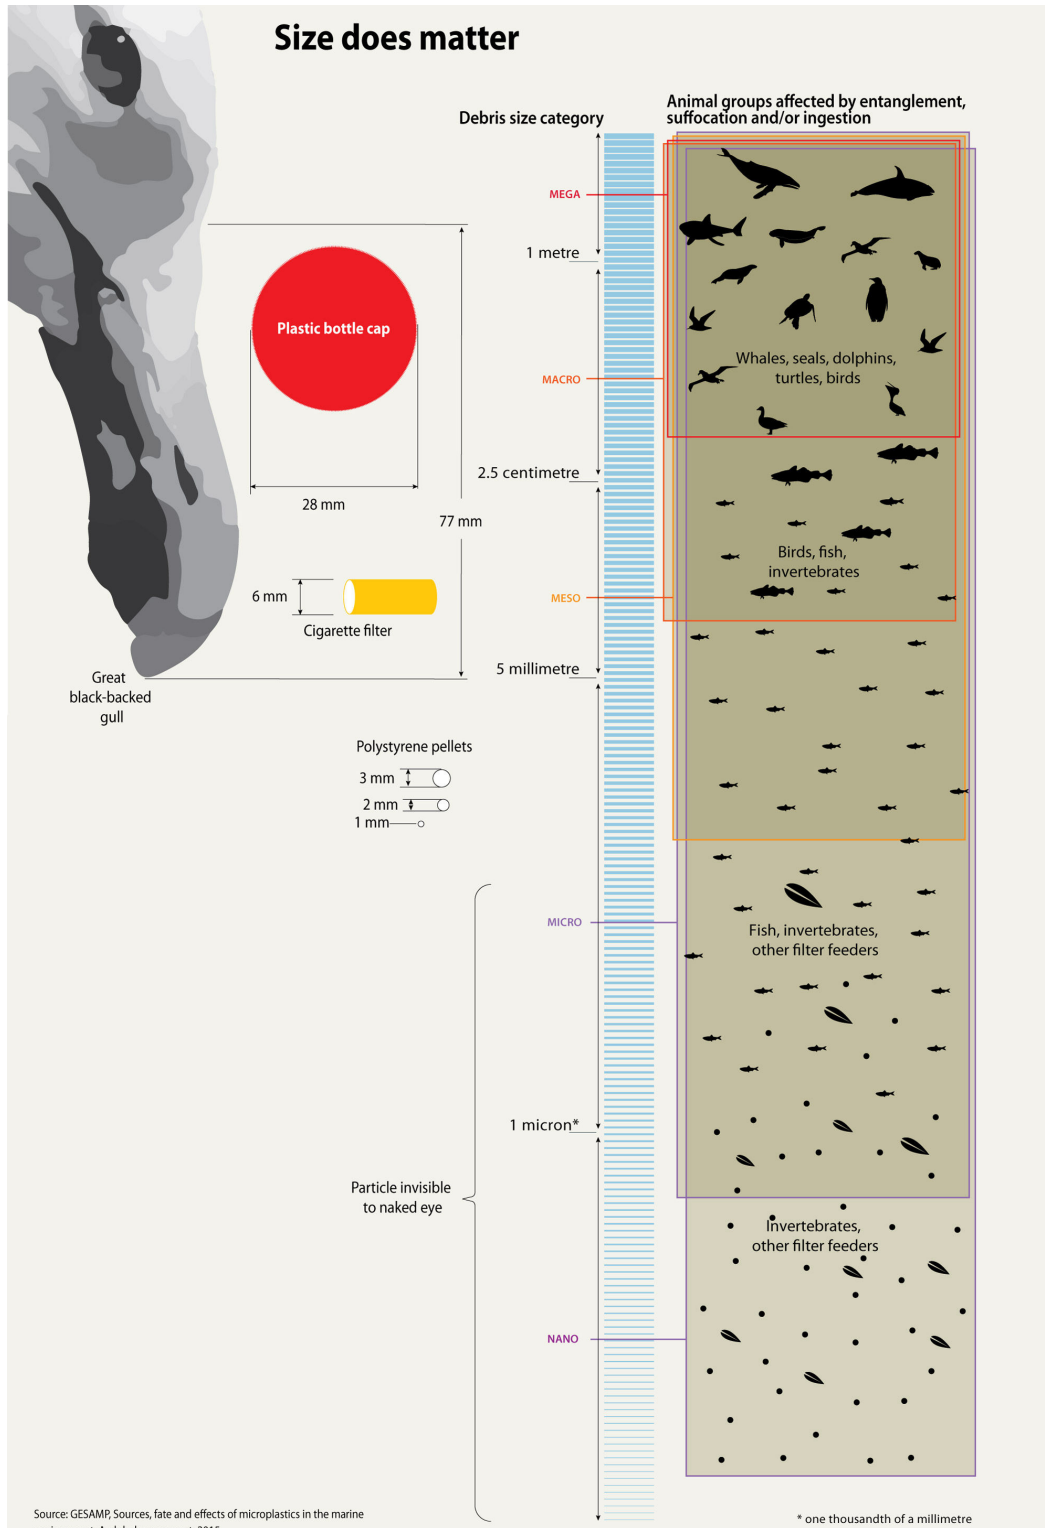 Size does matter
Debris size category
Animal groups affected by entanglement,
suffocation and/or ingestion
MEGA
1 metre
Plastic bottle cap
Whales, seals, dolphins,
turtles, birds
MACRO
2.5 centimetre
28 mm
77 mm
Birds, fish,
invertebrates
6 mm
MESO
Cigarette filter
5 millimetre
Great
black-backed
gull
Polystyrene pellets
3 mm
2 mm
1 mm
MICRO
Fish, invertebrates,
other filter feeders
1 micron*
Particle invisible
to naked eye
Invertebrates,
other filter feeders
NANO
Source: GESAMP, Sources, fate and effects of microplastics in the marine
* one thousandth of a millimetre